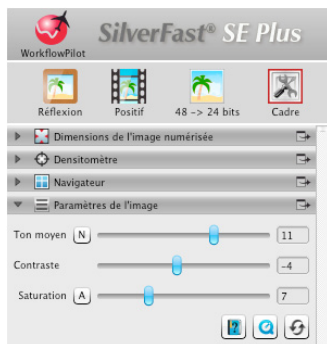 WorkflowPilot
SilverFast® SE Plus
Réflexion Positif 48 -> 24 bits Cadre
Dimensions de l'image numérisée
Densitomètre
Navigateur
Paramètres de l'image
Ton moyen N 11
Contraste -4
Saturation A 7